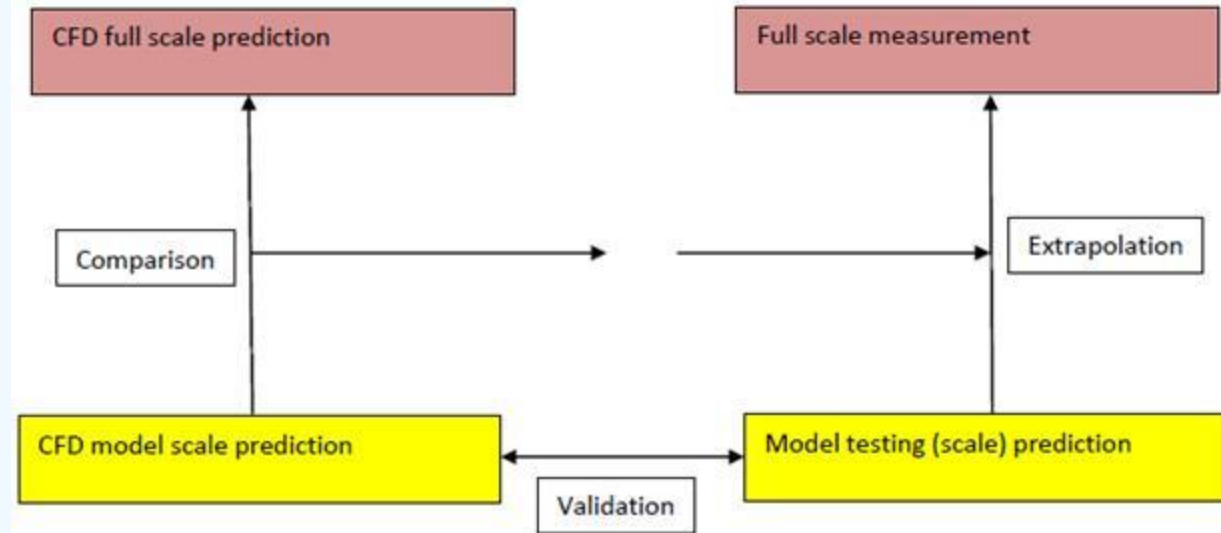 CFD full scale prediction
Full scale measurement
Comparison
Extrapolation
CFD model scale prediction
Model testing (scale) prediction
Validation